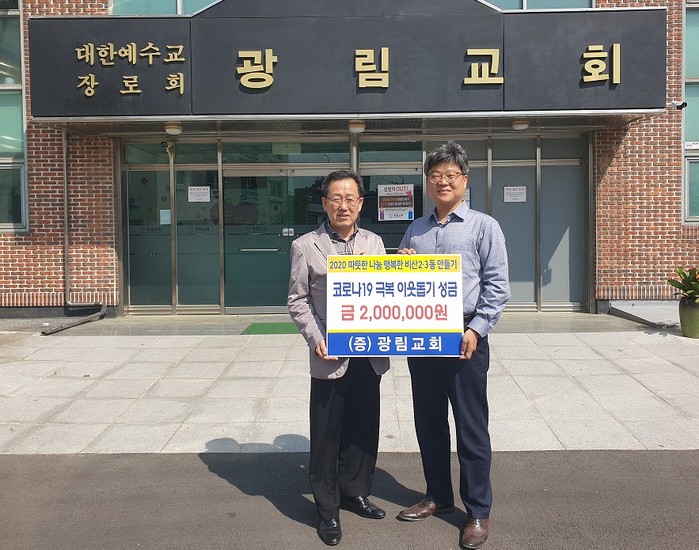 대한예수교
장로회
광림교회
2020 따뜻한 나눔 행복한 비산2·3동 만들기
코로나19 극복 이웃돕기 성금
금 2,000,000원
(증) 광림교회